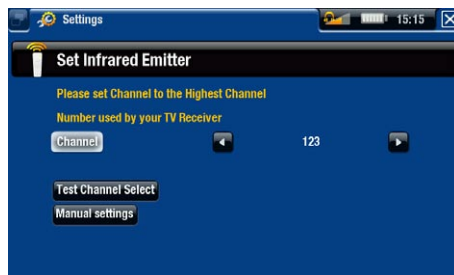 Settings
15:15
Set Infrared Emitter
Please set Channel to the Highest Channel
Number used by your TV Receiver
Channel 123
Test Channel Select
Manual settings